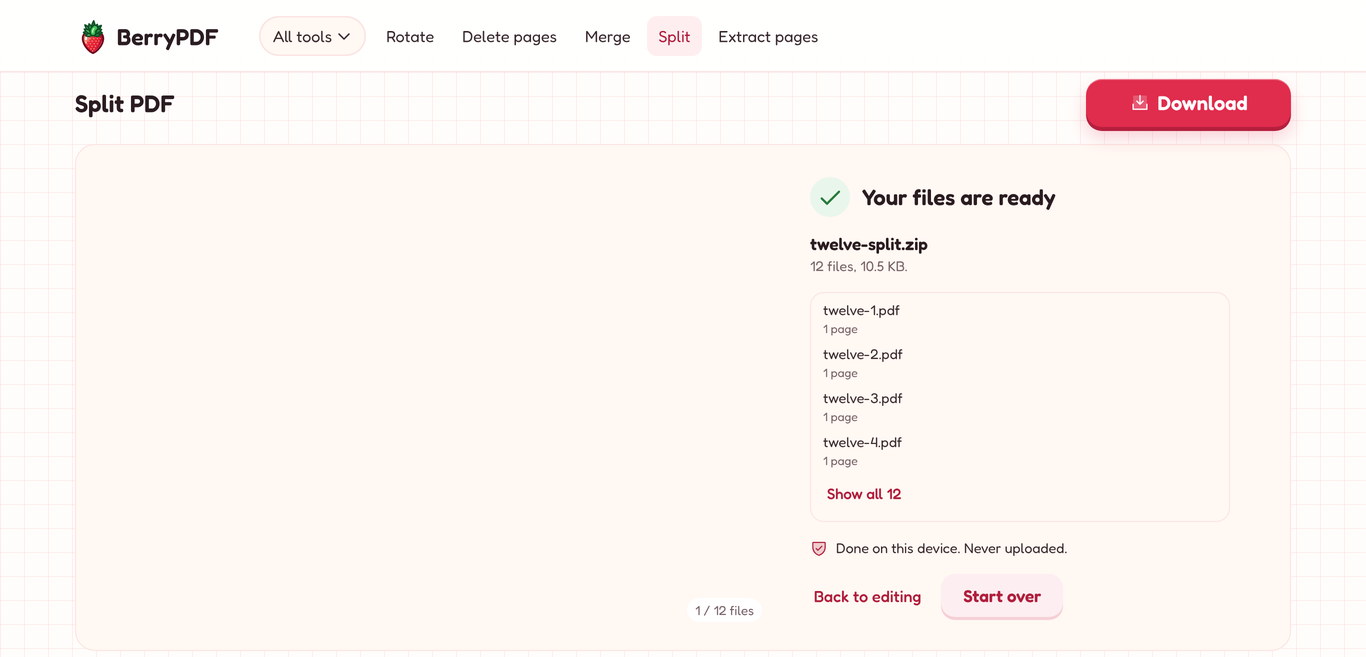 BerryPDF
All tools
Rotate
Delete pages
Merge
Split
Extract pages
Split PDF
Download
Your files are ready
twelve-split.zip
12 files, 10.5 KB.
twelve-1.pdf
1 page
twelve-2.pdf
1 page
twelve-3.pdf
1 page
twelve-4.pdf
1 page
Show all 12
Done on this device. Never uploaded.
Back to editing
Start over
1 / 12 files